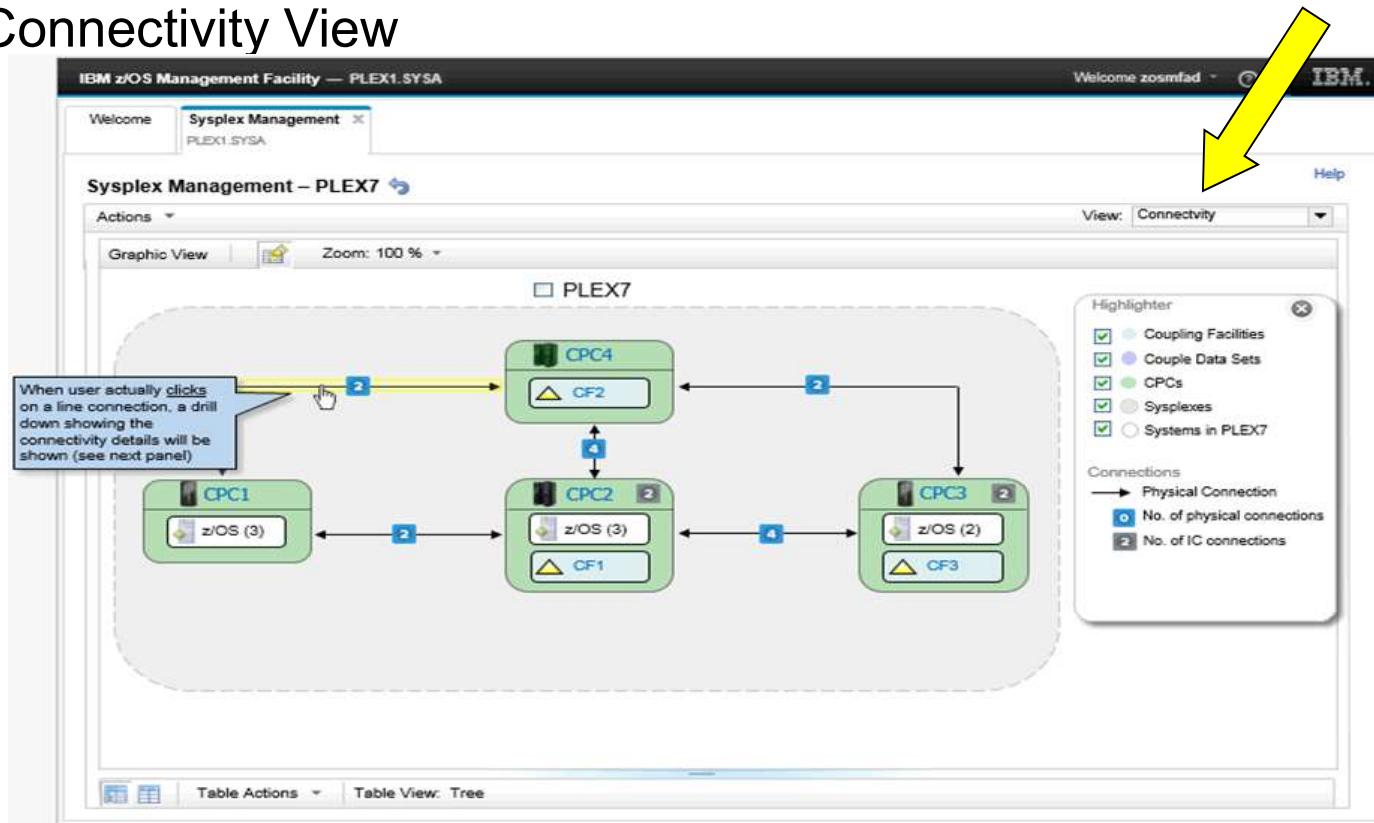 Connectivity View
IBM z/OS Management Facility — PLEX1.SYSA
Welcome zosmfad
IBM.
Welcome
Sysplex Management
PLEX1.SYSA
Help
Sysplex Management – PLEX7
Actions
View: Connectvity
Graphic View
Zoom: 100 %
PLEX7
Highlighter
Coupling Facilities
Couple Data Sets
CPCs
Sysplexes
Systems in PLEX7
Connections
Physical Connection
0 No. of physical connections
2 No. of IC connections
When user actually clicks
on a line connection, a drill
down showing the
connectivity details will be
shown (see next panel)
2
CPC4
CF2
2
4
CPC1
z/OS (3)
2
CPC2 2
z/OS (3)
CF1
4
CPC3 2
z/OS (2)
CF3
Table Actions
Table View: Tree